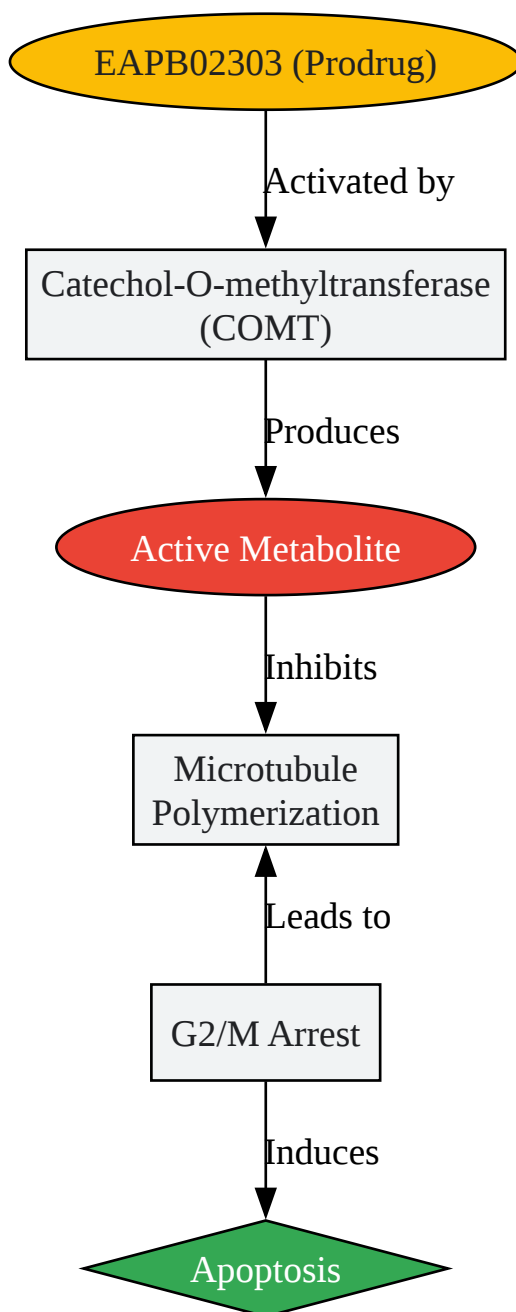 EAPB02303 (Prodrug)
Activated by
Catechol-O-methyltransferase
(COMT)
Produces
Active Metabolite
Inhibits
Microtubule
Polymerization
Leads to
G2/M Arrest
Induces
Apoptosis